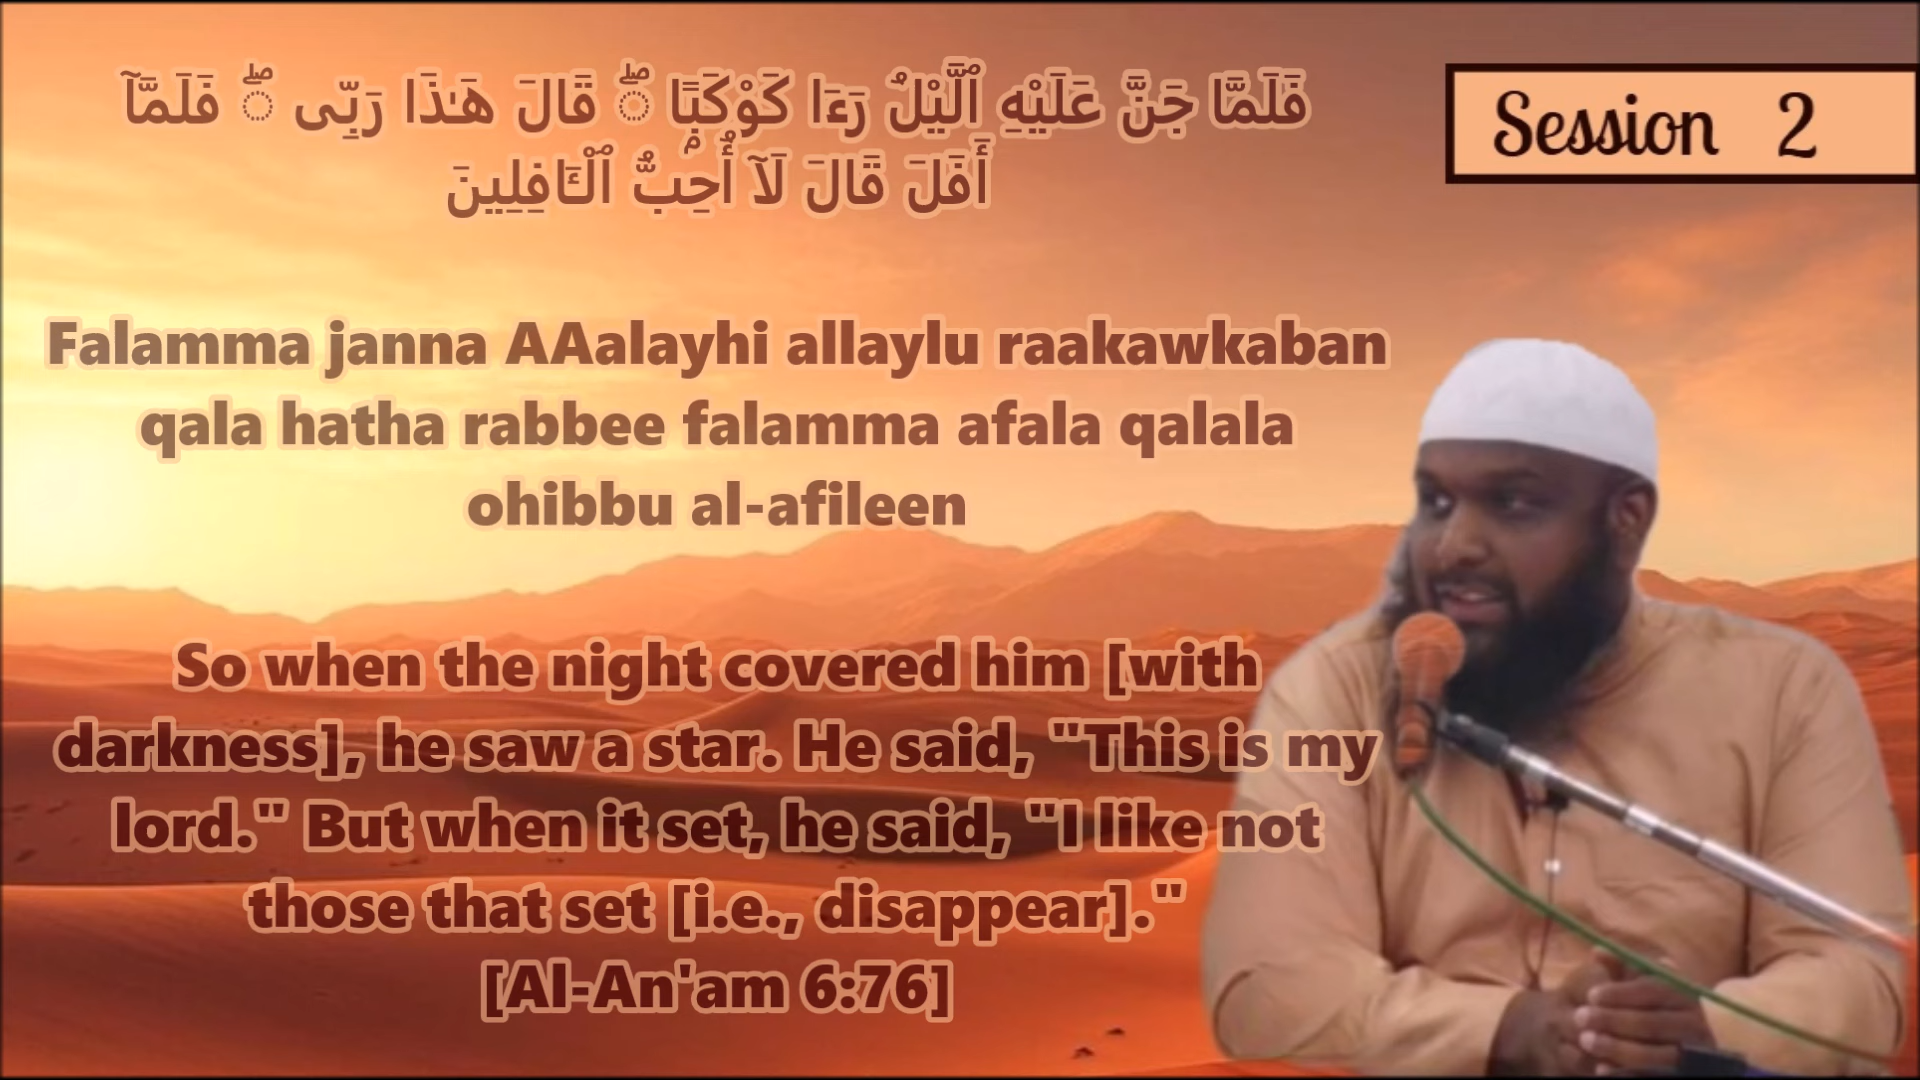 فَلَمَّا جَنَّ عَلَيْهِ ٱلَّيْلُ رَءَا كَوْكَبًۭا ۖ قَالَ هَـٰذَا رَبِّى ۖ فَلَمَّآ
أَفَلَ قَالَ لَآ أُحِبُّ ٱلْـَٔافِلِينَ
Session 2
Falamma janna AAalayhi allaylu raakawkaban
qala hatha rabbee falamma afala qalala
ohibbu al-afileen
So when the night covered him [with
darkness], he saw a star. He said, "This is my
lord." But when it set, he said, "I like not
those that set [i.e., disappear]."
[Al-An'am 6:76]